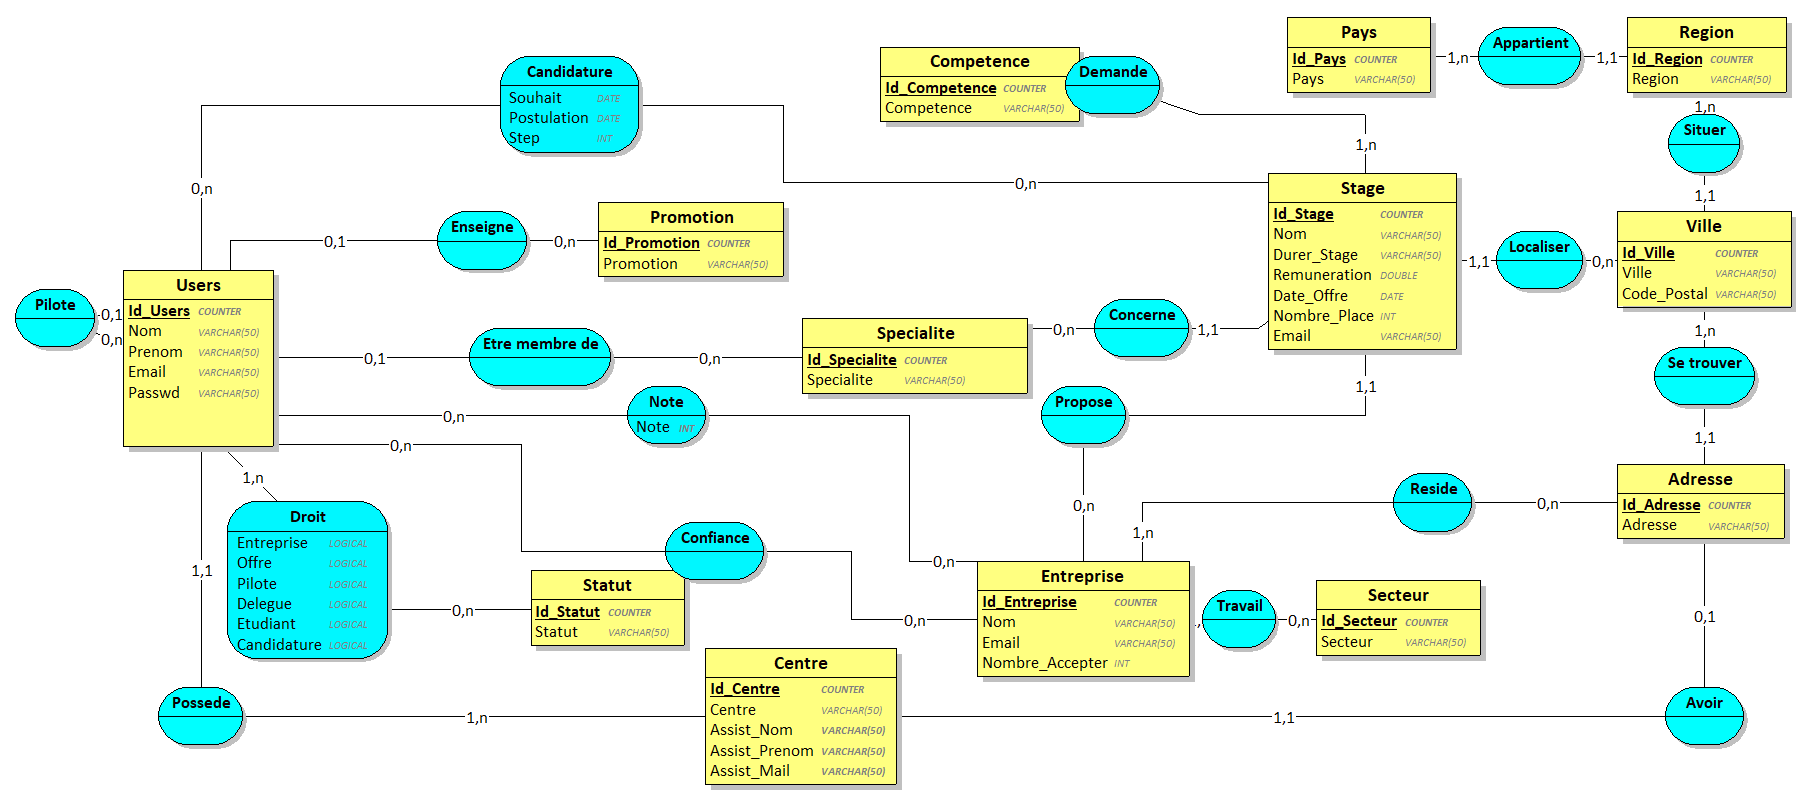 Candidature
Souhait DATE
Postulation DATE
Step INT
0,n
0,n
Competence
Id_Competence COUNTER
Competence VARCHAR(50)
Demande
1,n
Pays
Id_Pays COUNTER
Pays VARCHAR(50)
1,n
Appartient
1,1
Region
Id_Region COUNTER
Region VARCHAR(50)
1,n
Situer
1,1
Stage
Id_Stage COUNTER
Nom VARCHAR(50)
Durer_Stage VARCHAR(50)
Remuneration DOUBLE
Date_Offre DATE
Nombre_Place INT
Email VARCHAR(50)
1,1
Localiser
0,n
Ville
Id_Ville COUNTER
Ville VARCHAR(50)
Code_Postal VARCHAR(50)
1,n
Se trouver
1,1
0,1
Enseigne
0,n
Promotion
Id_Promotion COUNTER
Promotion VARCHAR(50)
Pilote
0,1
0,n
Users
Id_Users COUNTER
Nom VARCHAR(50)
Prenom VARCHAR(50)
Email VARCHAR(50)
Passwd VARCHAR(50)
0,1
Etre membre de
0,n
Specialite
Id_Specialite COUNTER
Specialite VARCHAR(50)
0,n
Concerne
1,1
1,1
Propose
0,n
0,n
Note
Note INT
0,n
0,n
Confiance
0,n
1,n
Droit
Entreprise LOGICAL
Offre LOGICAL
Pilote LOGICAL
Delegue LOGICAL
Etudiant LOGICAL
Candidature LOGICAL
0,n
Statut
Id_Statut COUNTER
Statut VARCHAR(50)
Entreprise
Id_Entreprise COUNTER
Nom VARCHAR(50)
Email VARCHAR(50)
Nombre_Accepter INT
1,n
Reside
0,n
Adresse
Id_Adresse COUNTER
Adresse VARCHAR(50)
Travail
0,n
Secteur
Id_Secteur COUNTER
Secteur VARCHAR(50)
0,1
1,1
Possede
1,n
Centre
Id_Centre COUNTER
Centre VARCHAR(50)
Assist_Nom VARCHAR(50)
Assist_Prenom VARCHAR(50)
Assist_Mail VARCHAR(50)
1,1
Avoir